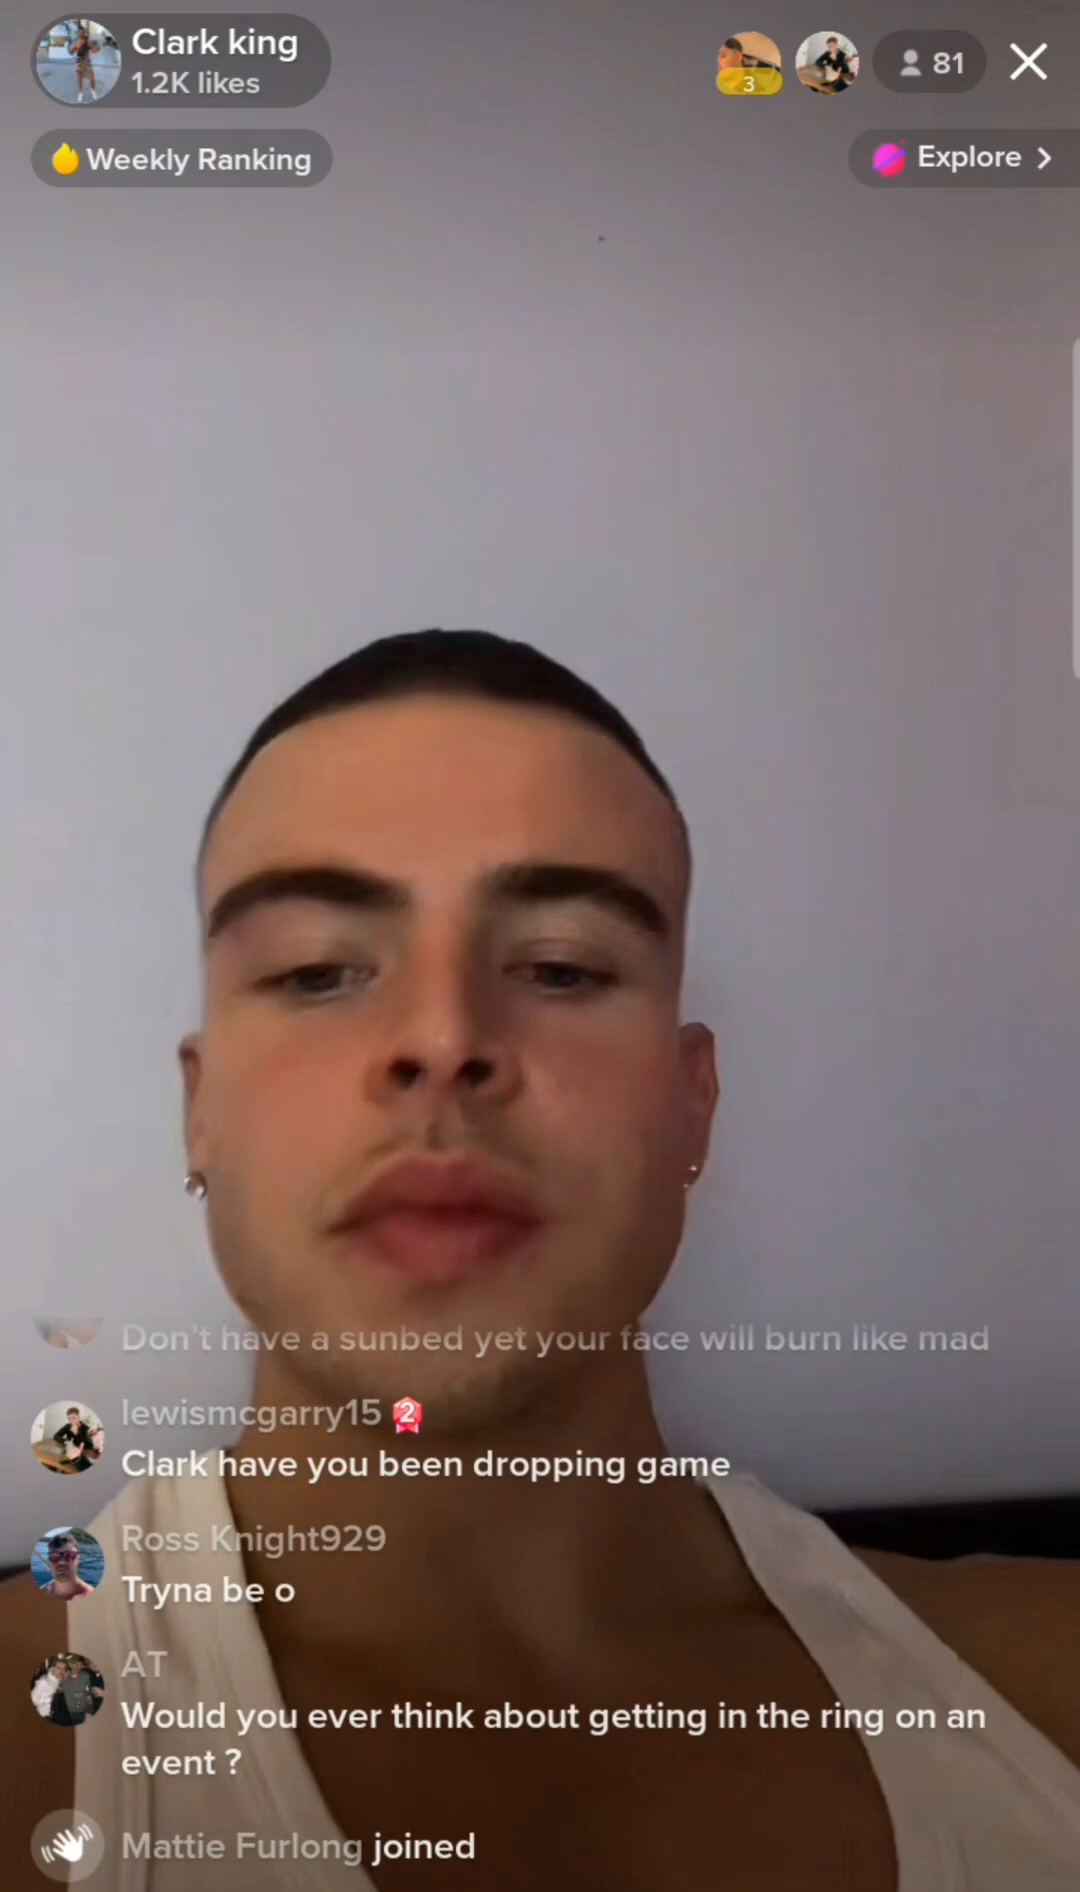 Clark king
1.2K likes
3
81
Weekly Ranking
Explore
Don't have a sunbed yet your face will burn like mad
lewismcgarry15 2
Clark have you been dropping game
Ross Knight929
Tryna be o
AT
Would you ever think about getting in the ring on an
event ?
Mattie Furlong joined